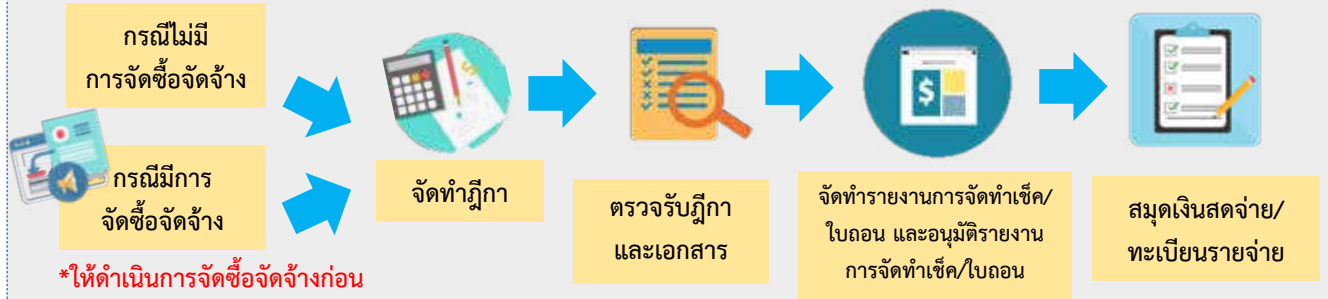 กรณีไม่มี
การจัดซื้อจัดจ้าง
กรณีมีการ
จัดซื้อจัดจ้าง
*ให้ดำเนินการจัดซื้อจัดจ้างก่อน
จัดทำฎีกา
ตรวจรับฎีกา
และเอกสาร
$
จัดทำรายงานการจัดทำเช็ค/
ใบถอน และอนุมัติรายงาน
การจัดทำเช็ค/ใบถอน
สมุดเงินสดจ่าย/
ทะเบียนรายจ่าย